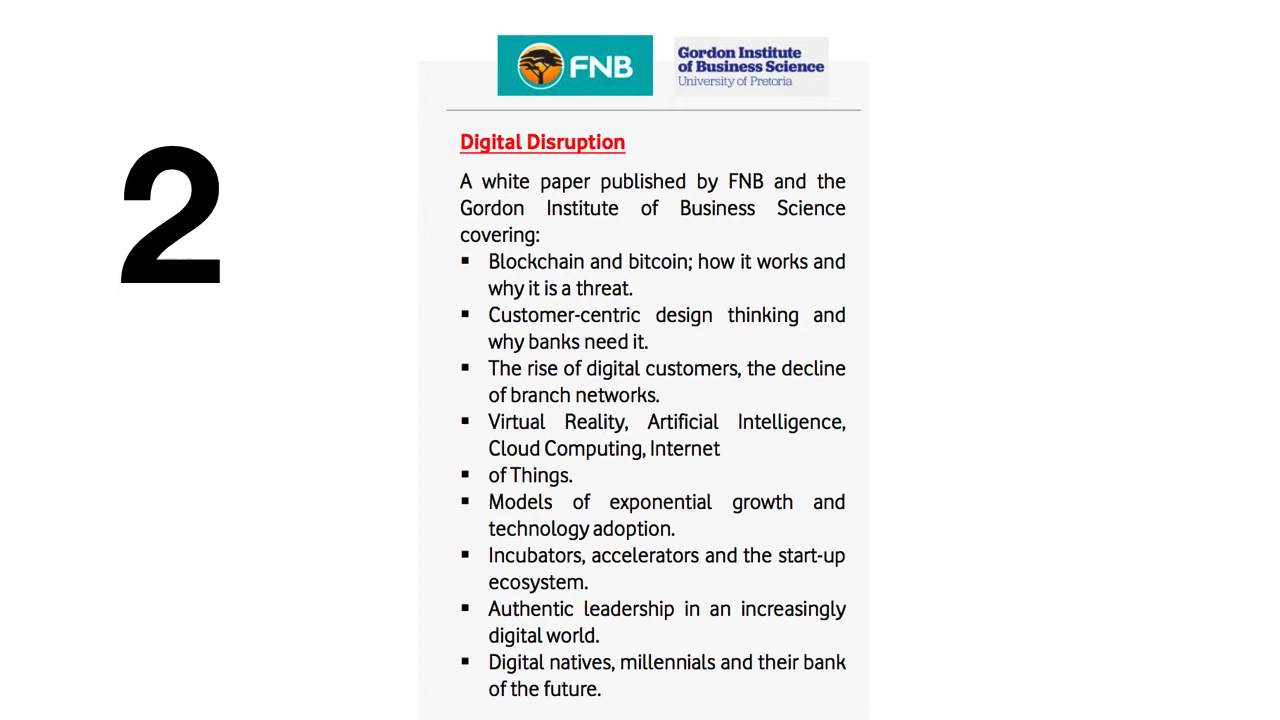 2
FNB
Gordon Institute
of Business Science
University of Pretoria
Digital Disruption
A white paper published by FNB and the
Gordon Institute of Business Science
covering:
▪ Blockchain and bitcoin; how it works and
why it is a threat.
▪ Customer-centric design thinking and
why banks need it.
▪ The rise of digital customers, the decline
of branch networks.
▪ Virtual Reality, Artificial Intelligence,
Cloud Computing, Internet
▪ of Things.
▪ Models of exponential growth and
technology adoption.
▪ Incubators, accelerators and the start-up
ecosystem.
▪ Authentic leadership in an increasingly
digital world.
▪ Digital natives, millennials and their bank
of the future.